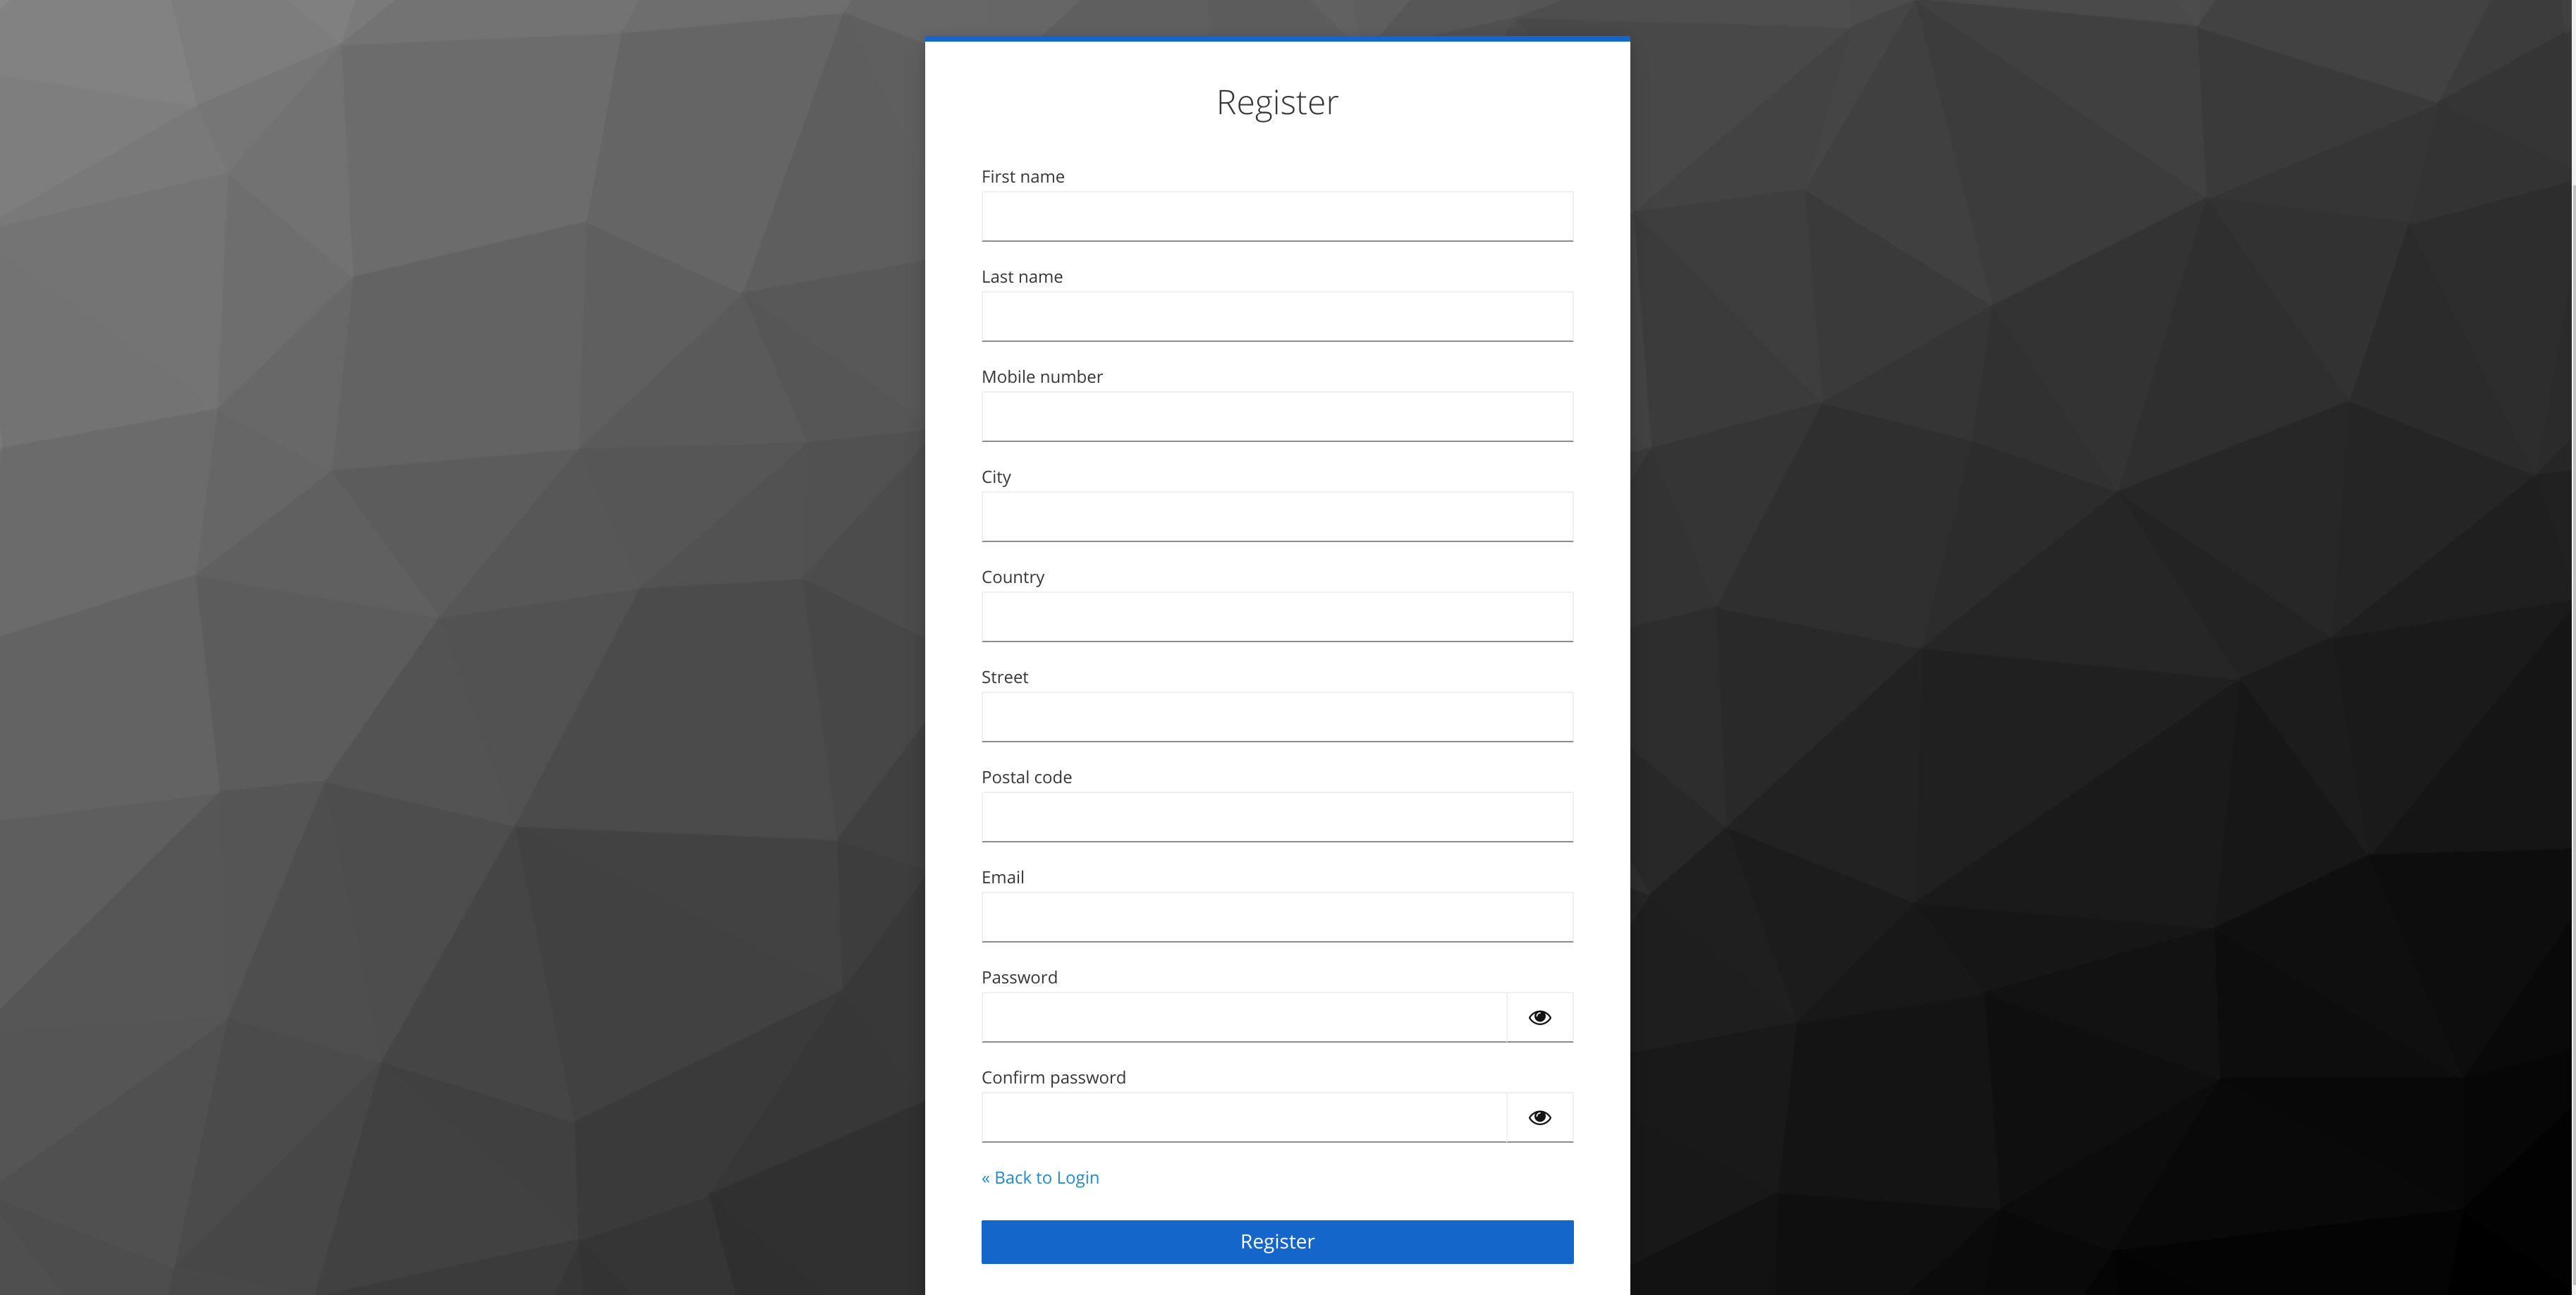 Register
First name
Last name
Mobile number
City
Country
Street
Postal code
Email
Password
Confirm password
« Back to Login
Register